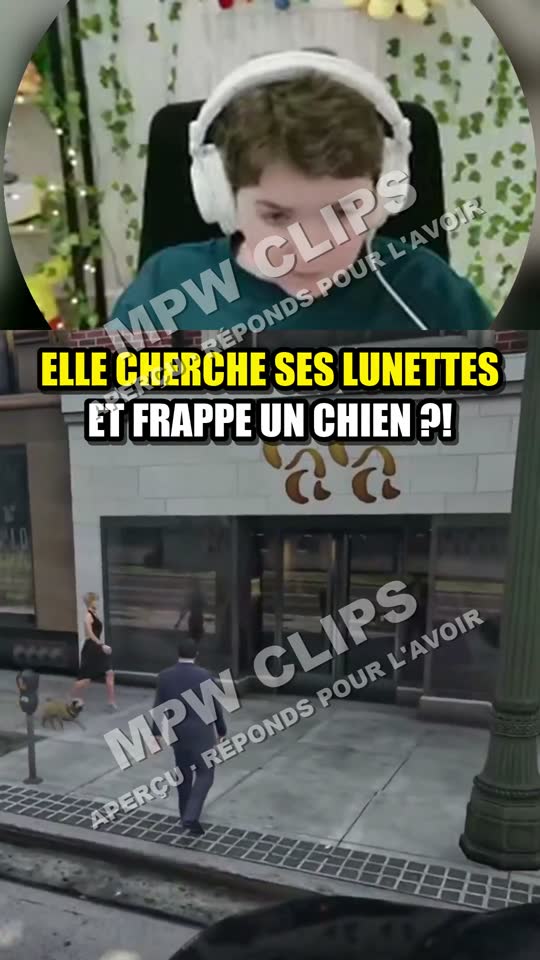 MPW CLIPS
APERÇU ; RÉPONDS POUR L'AVOIR
ELLE CHERCHE SES LUNETTES
ET FRAPPE UN CHIEN ?!
MPW CLIPS
APERÇU ; RÉPONDS POUR L'AVOIR